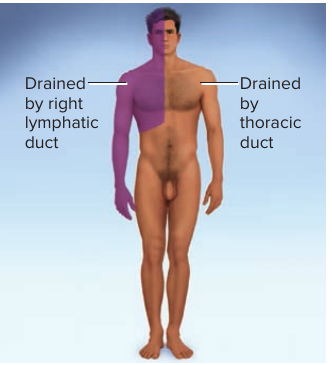 Drained
by right
lymphatic
duct
Drained
by
thoracic
duct